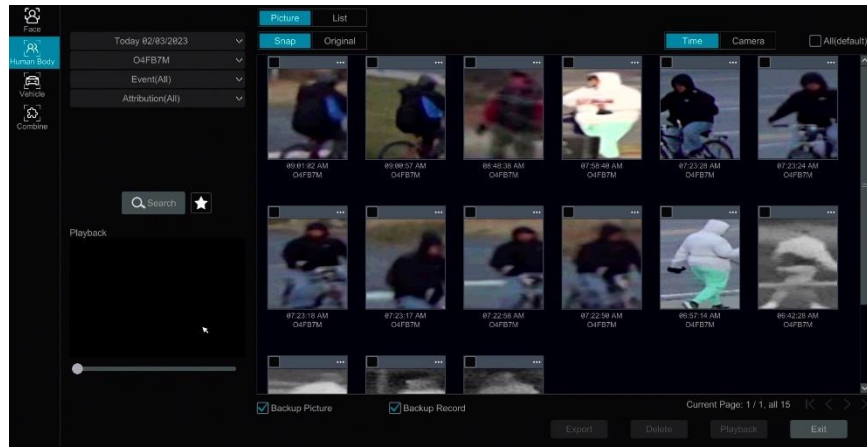 Face
Human Body
Vehicle
Combine
Today 02/03/2023
O4FB7M
Event(All)
Attribution(All)
Search
Playback
Picture List
Snap Original
Time Camera All(default)
09:01:02 AM 09:00:57 AM 08:48:36 AM 07:58:40 AM 07:23:28 AM 07:23:24 AM
O4FB7M O4FB7M O4FB7M O4FB7M O4FB7M O4FB7M
07:23:18 AM 07:23:17 AM 07:22:56 AM 07:22:50 AM 06:57:14 AM 06:42:28 AM
O4FB7M O4FB7M O4FB7M O4FB7M O4FB7M O4FB7M
Backup Picture Backup Record Current Page: 1 / 1, all 15
Export Delete Playback Exit